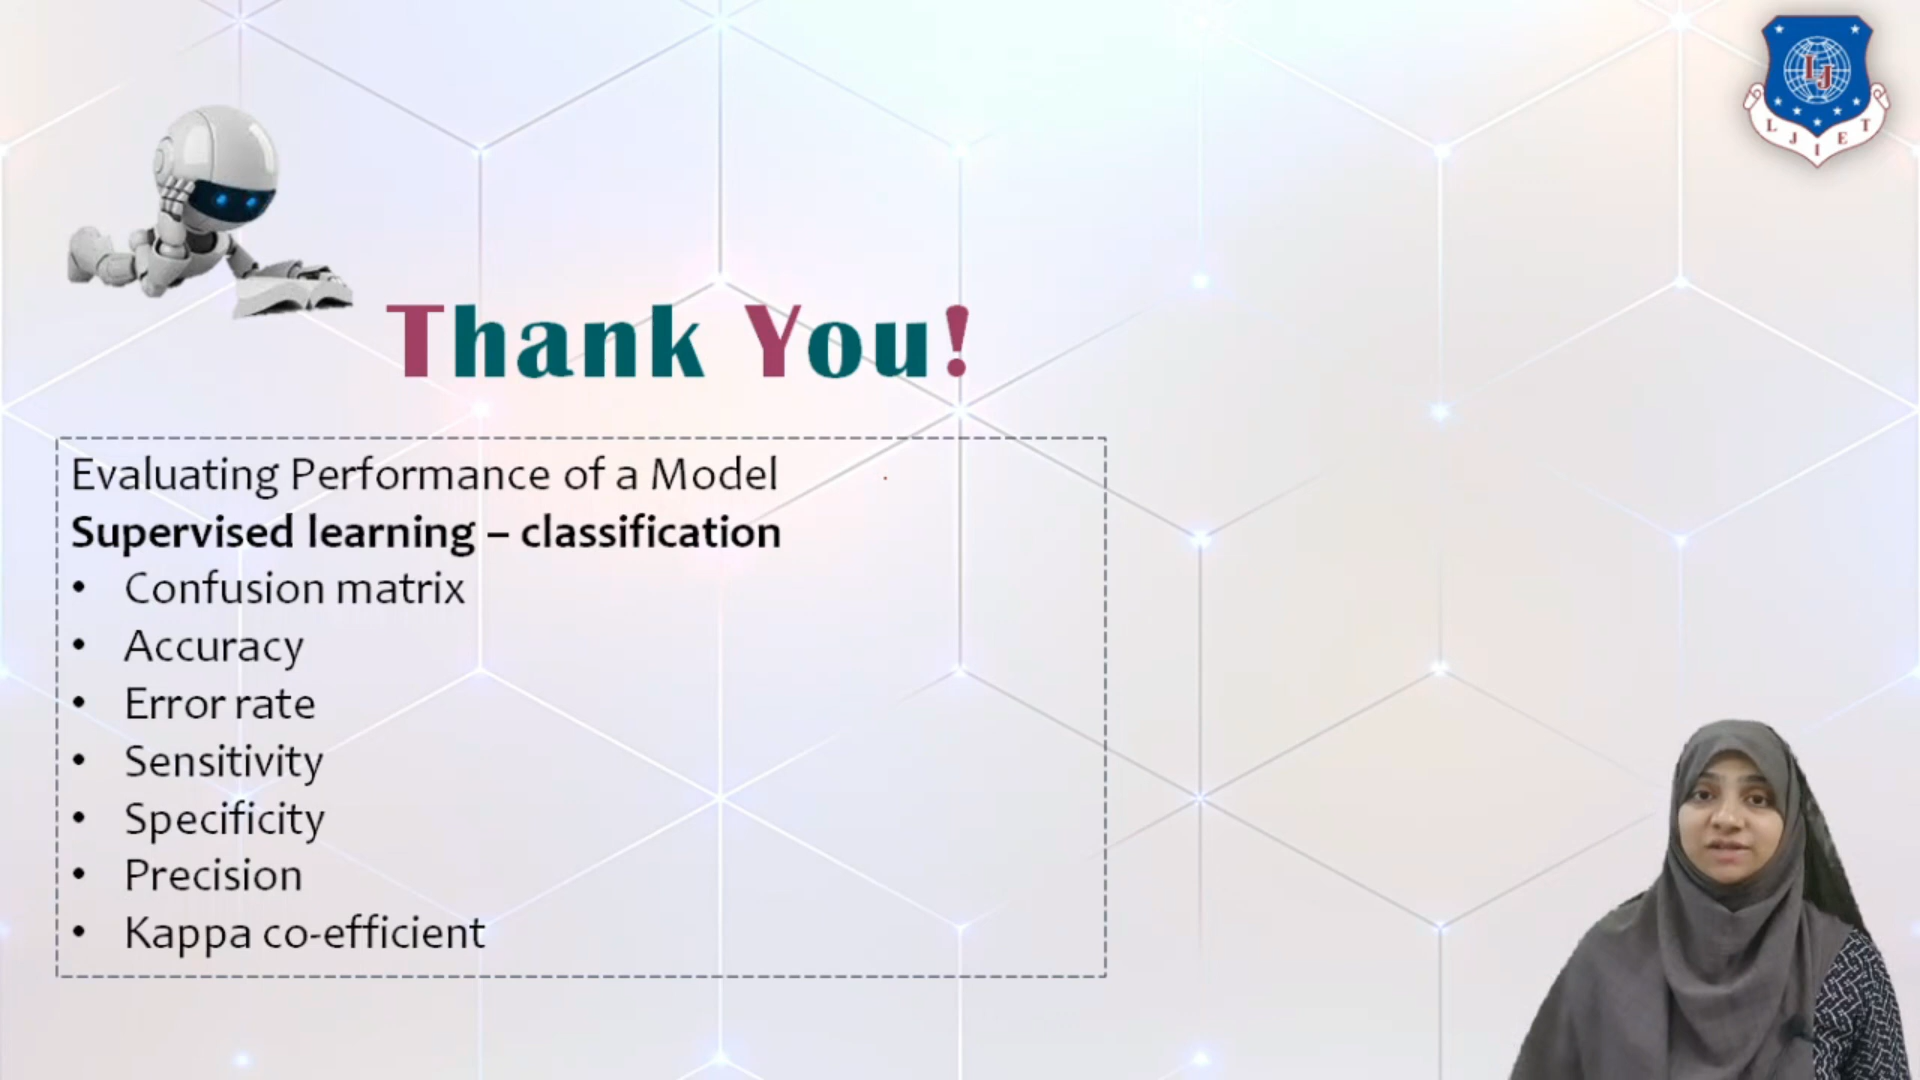 LJ
L J I E T
Thank You!
Evaluating Performance of a Model
Supervised learning – classification
• Confusion matrix
• Accuracy
• Error rate
• Sensitivity
• Specificity
• Precision
• Kappa co-efficient